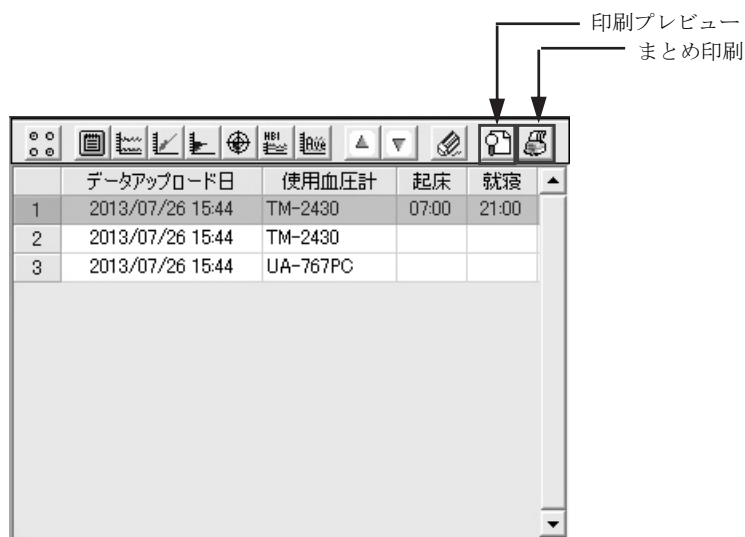 印刷プレビュー
まとめ印刷
HBI
Ave
データアップロード日 使用血圧計 起床 就寝
1 2013/07/26 15:44 TM-2430 07:00 21:00
2 2013/07/26 15:44 TM-2430
3 2013/07/26 15:44 UA-767PC